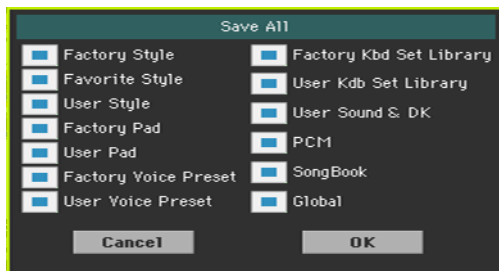 Save All
Factory Style
Favorite Style
User Style
Factory Pad
User Pad
Factory Voice Preset
User Voice Preset
Factory Kbd Set Library
User Kdb Set Library
User Sound & DK
PCM
SongBook
Global
Cancel
OK